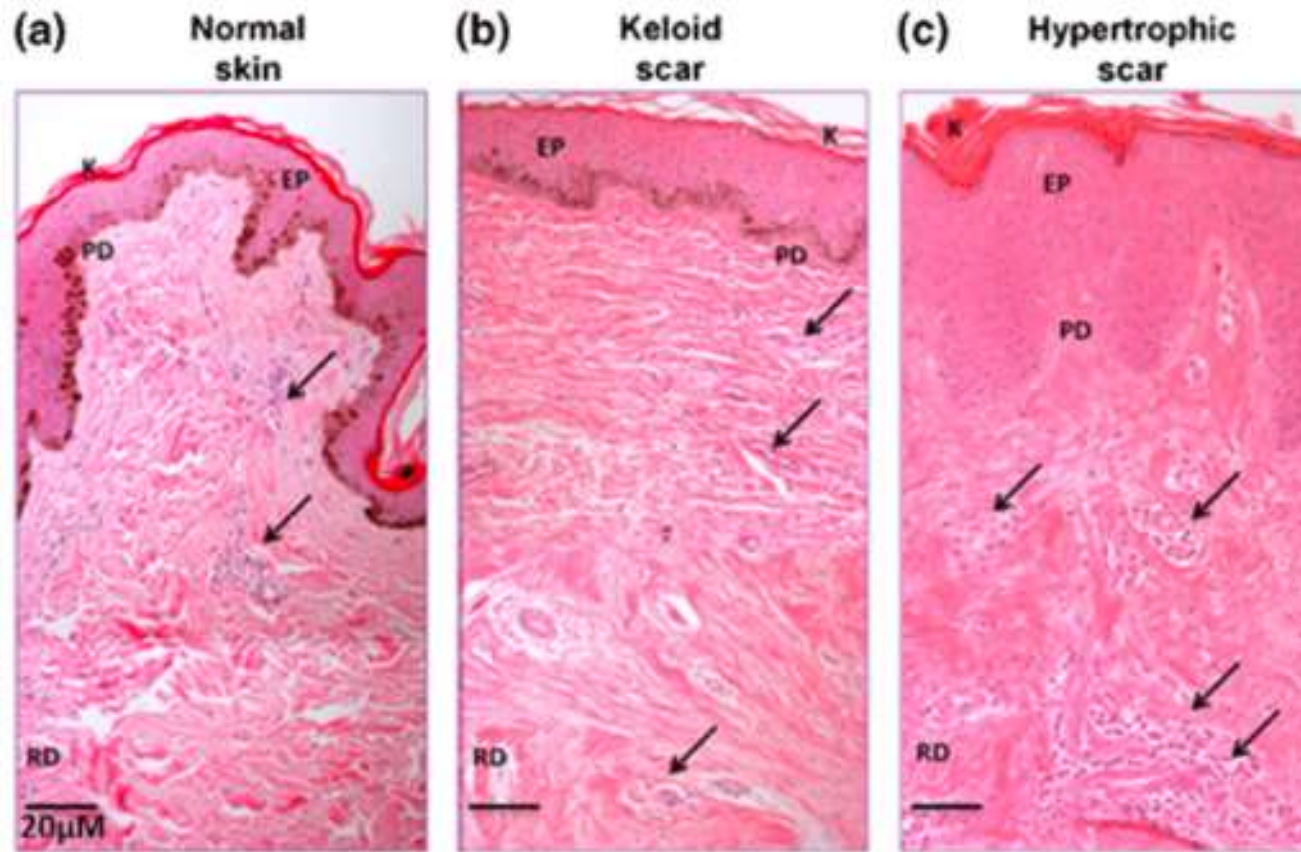 (a) Normal
skin
(b) Keloid
scar
(c) Hypertrophic
scar
K
EP
PD
RD
20µM
EP
K
PD
RD
K
EP
PD
RD